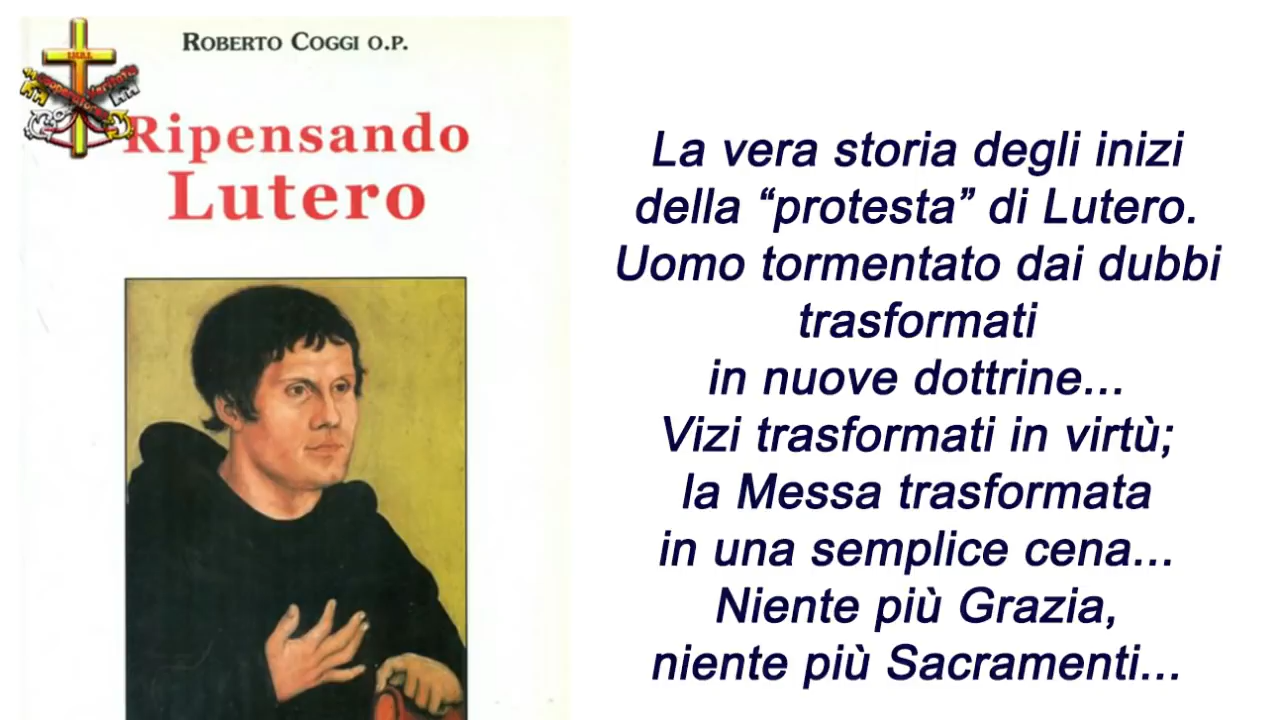 ROBERTO COGGI O.P.
Ripensando
Lutero
La vera storia degli inizi
della “protesta” di Lutero.
Uomo tormentato dai dubbi
trasformati
in nuove dottrine...
Vizi trasformati in virtù;
la Messa trasformata
in una semplice cena...
Niente più Grazia,
niente più Sacramenti...